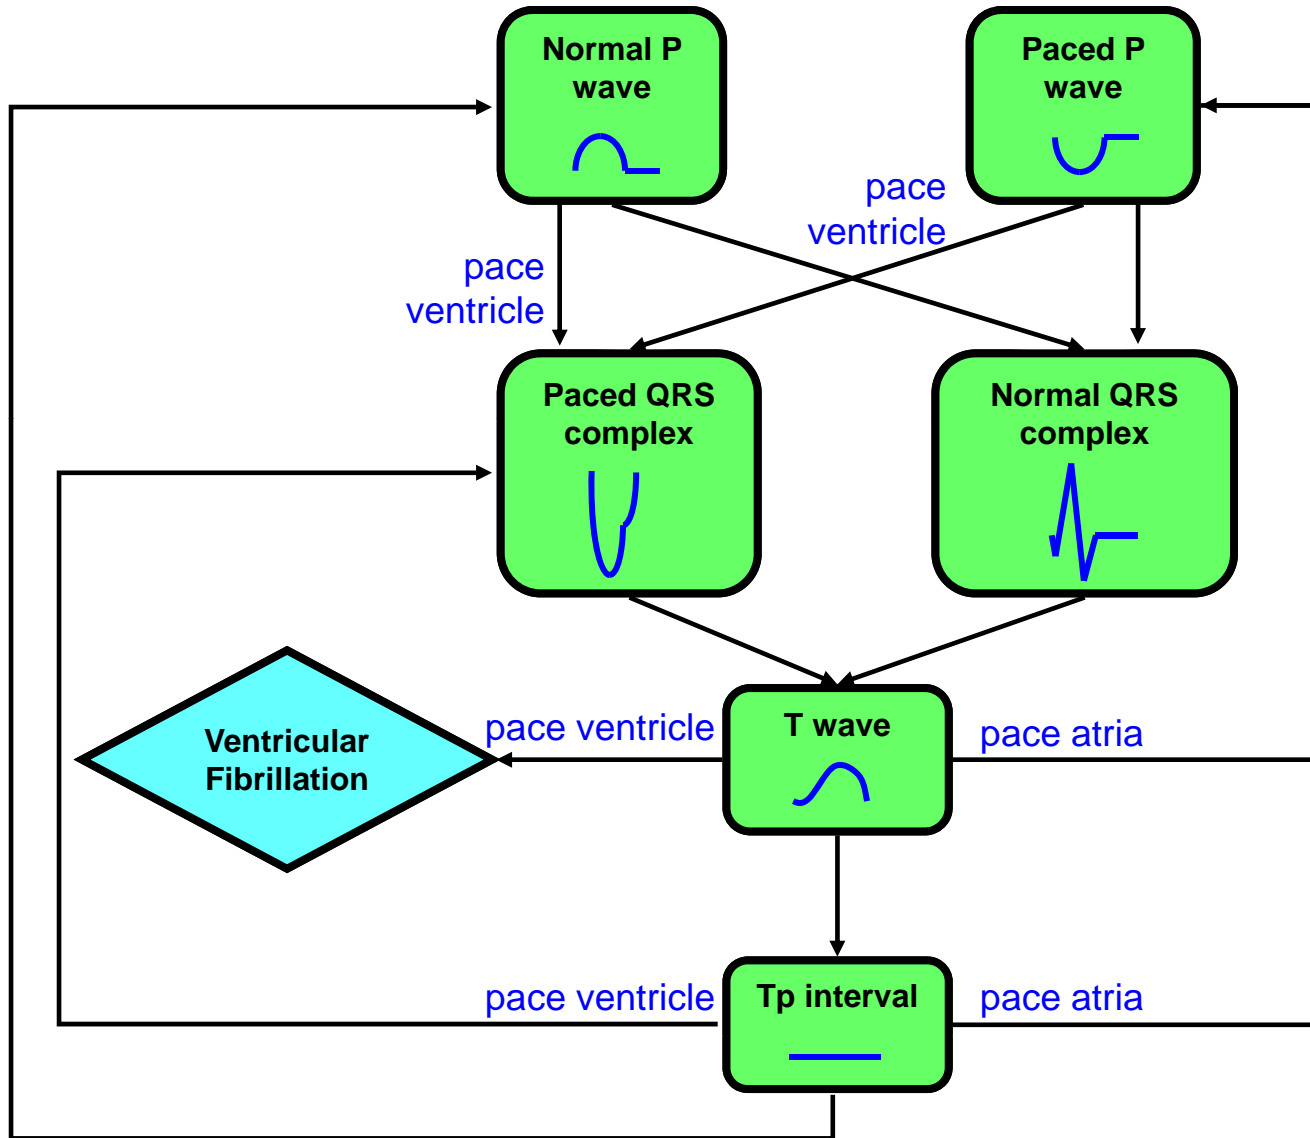 Normal P
wave
Paced P
wave
pace
ventricle
pace
ventricle
Paced QRS
complex
Normal QRS
complex
Ventricular
Fibrillation
pace ventricle
T wave
pace atria
pace ventricle
Tp interval
pace atria